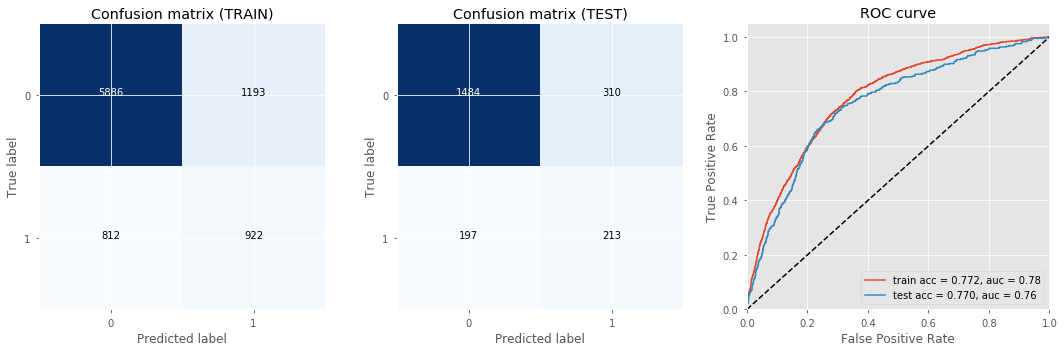 Confusion matrix (TRAIN)
5886
1193
812
922
0
1
0
1
True label
Predicted label
Confusion matrix (TEST)
1484
310
197
213
0
1
0
1
True label
Predicted label
ROC curve
1.0
0.8
0.6
0.4
0.2
0.0
0.0
0.2
0.4
0.6
0.8
1.0
True Positive Rate
False Positive Rate
train acc = 0.772, auc = 0.78
test acc = 0.770, auc = 0.76